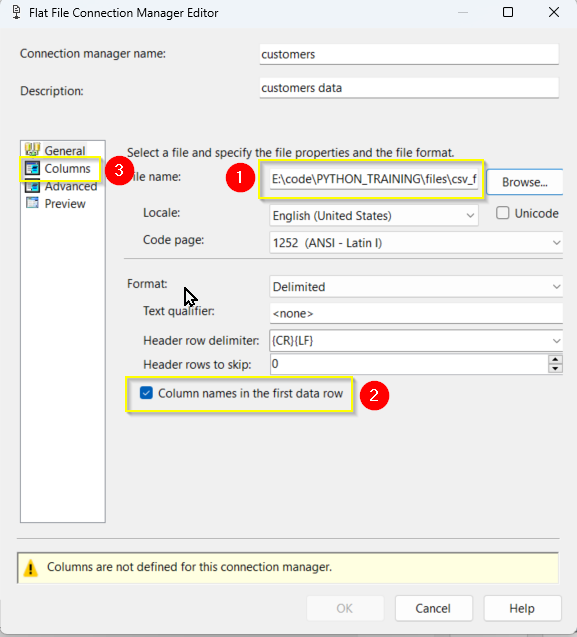 Flat File Connection Manager Editor
Connection manager name: customers
Description: customers data
General
Columns
Advanced
Preview
3
Select a file and specify the file properties and the file format.
1
File name: E:\code\PYTHON_TRAINING\files\csv_f Browse...
Locale: English (United States) Unicode
Code page: 1252 (ANSI - Latin I)
Format: Delimited
Text qualifier: <none>
Header row delimiter: {CR}{LF}
Header rows to skip: 0
Column names in the first data row 2
Columns are not defined for this connection manager.
OK Cancel Help